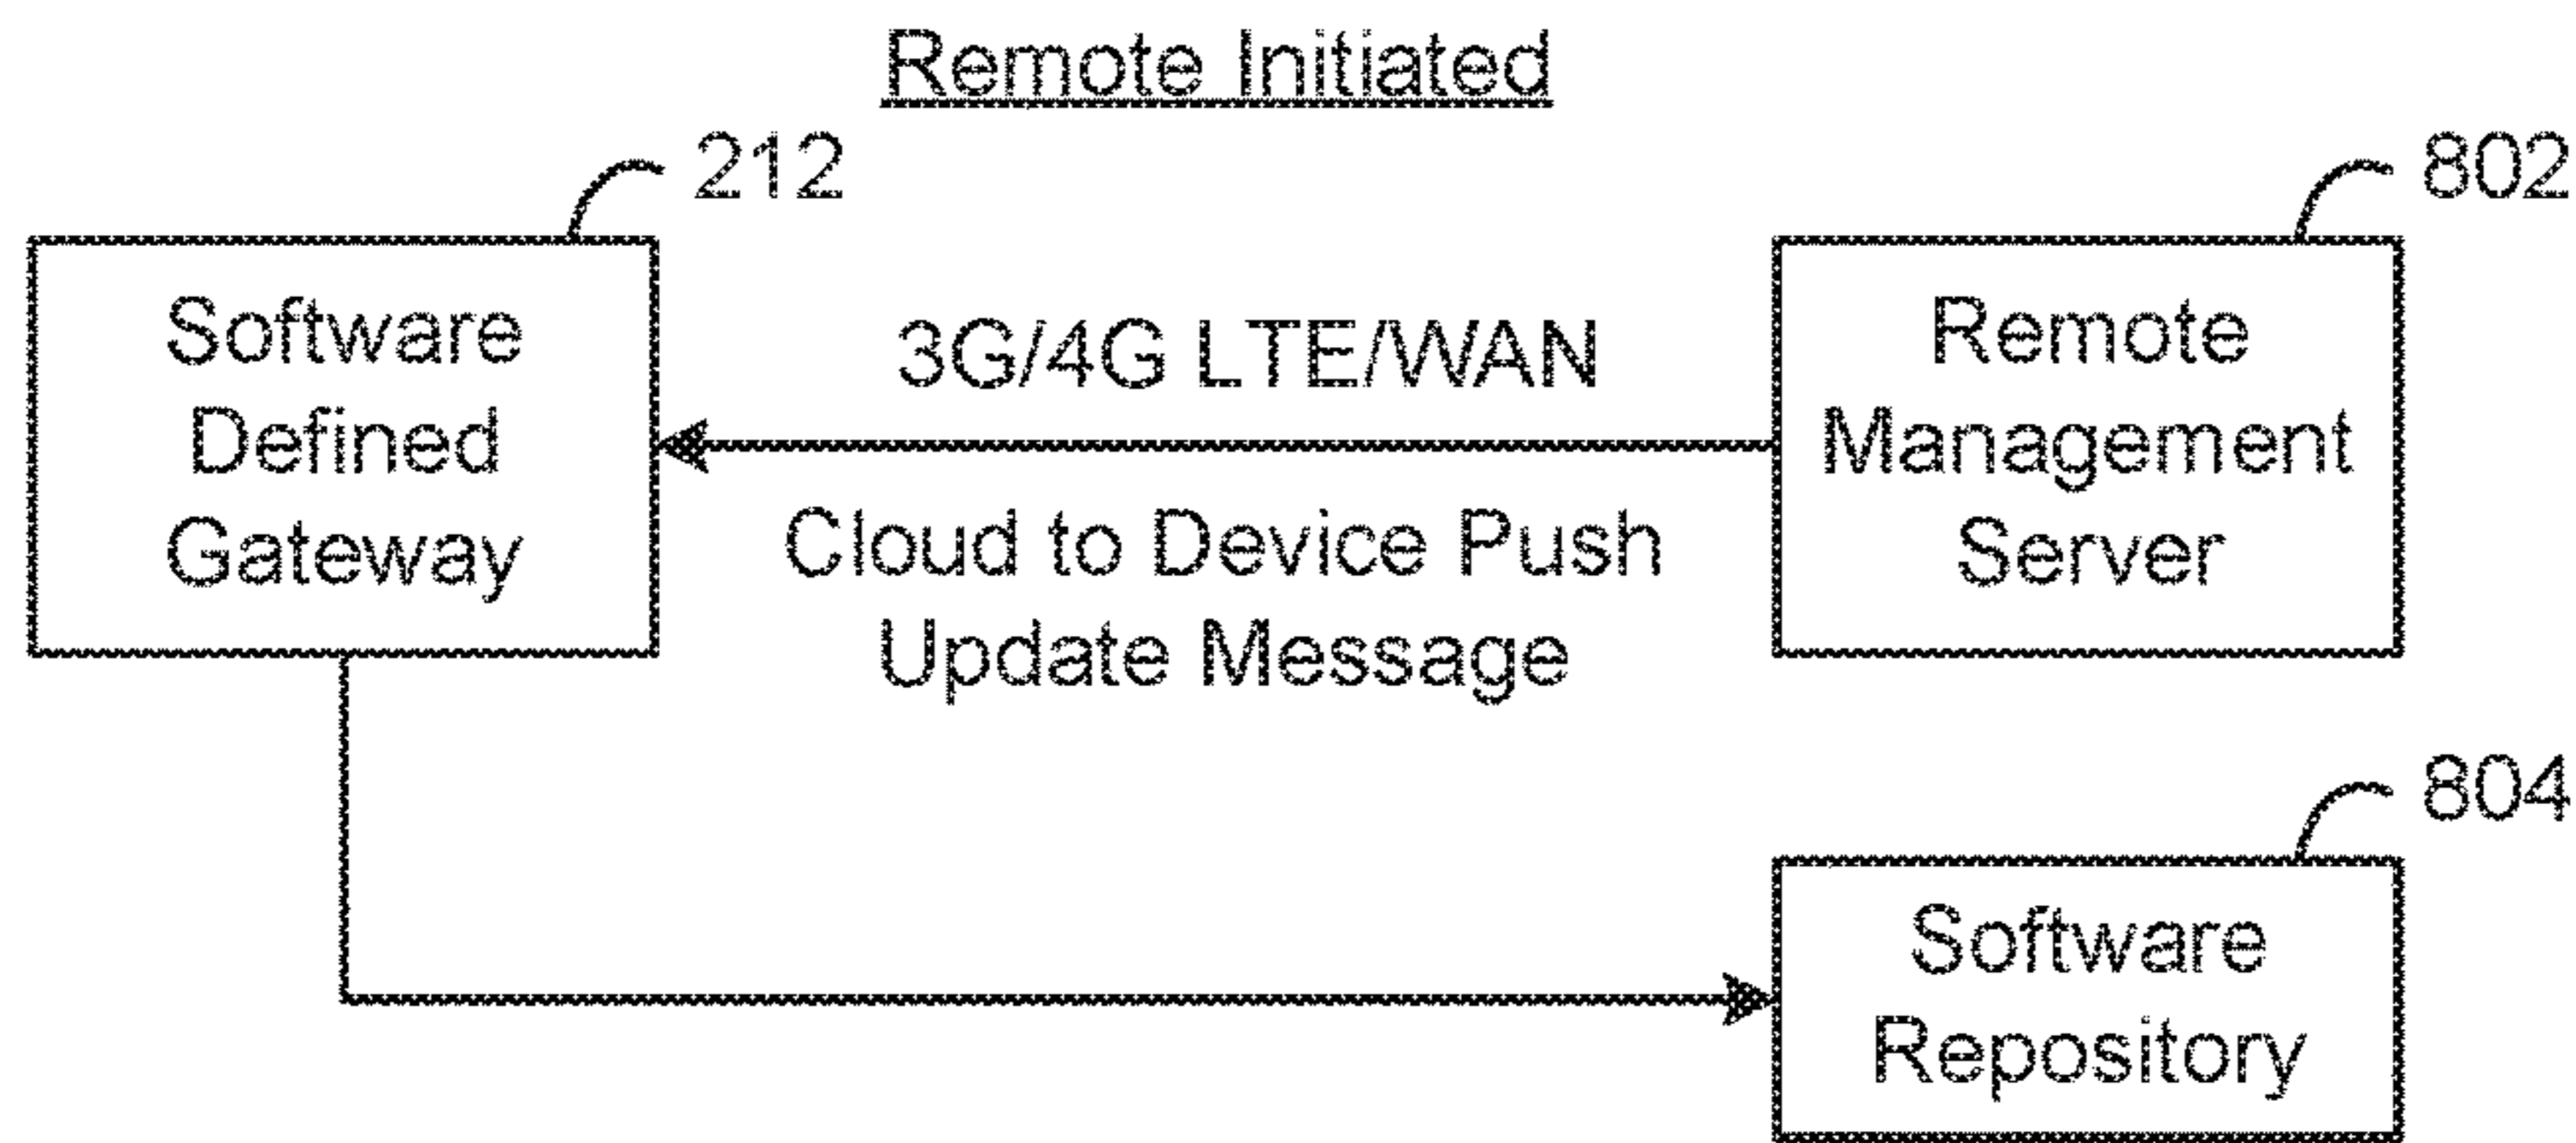 Remote Initiated
212
802
Software
Defined
Gateway
3G/4G LTE/WAN
Cloud to Device Push
Update Message
Remote
Management
Server
804
Software
Repository